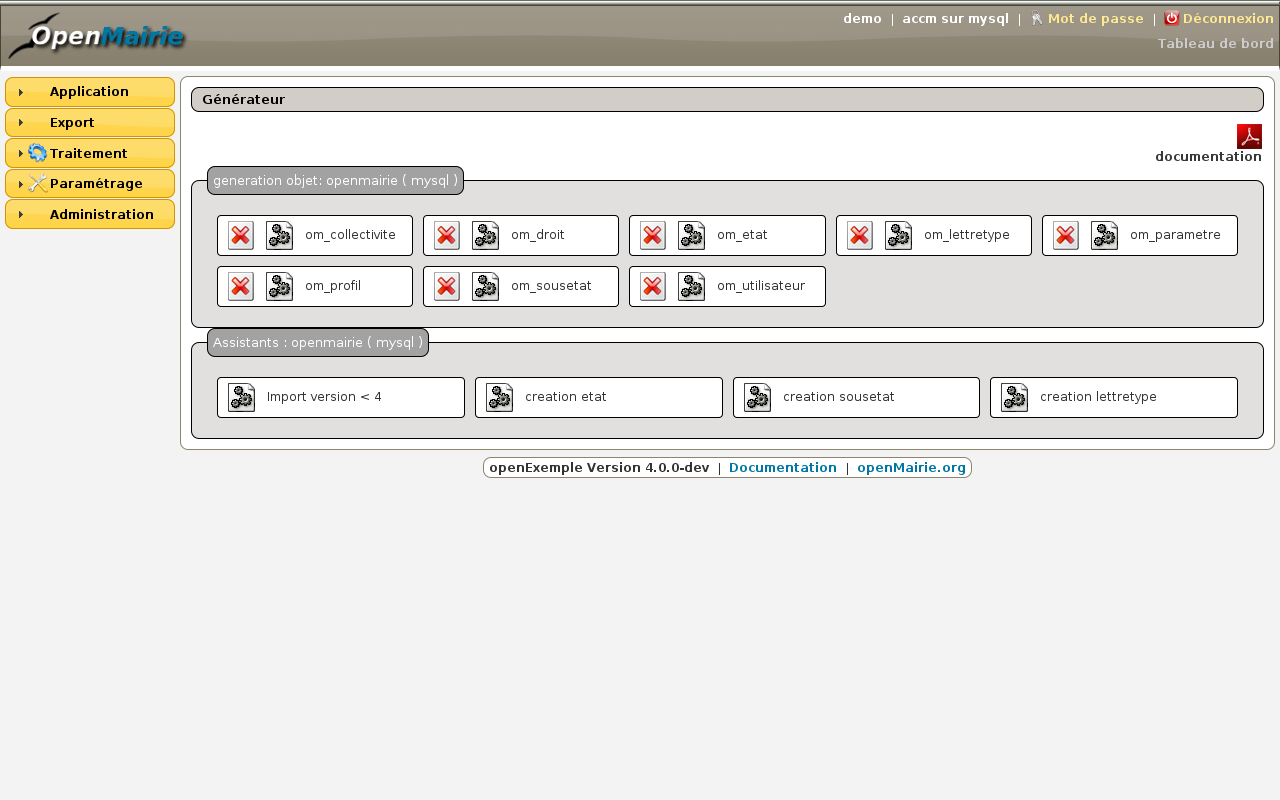 OpenMairie
demo | accm sur mysql | Mot de passe | Déconnexion
Tableau de bord
Application
Export
Traitement
Paramétrage
Administration
Générateur
documentation
generation objet: openmairie ( mysql )
om_collectivite om_droit om_etat om_lettretype om_parametre
om_profil om_sousetat om_utilisateur
Assistants : openmairie ( mysql )
Import version < 4 creation etat creation sousetat creation lettretype
openExemple Version 4.0.0-dev | Documentation | openMairie.org